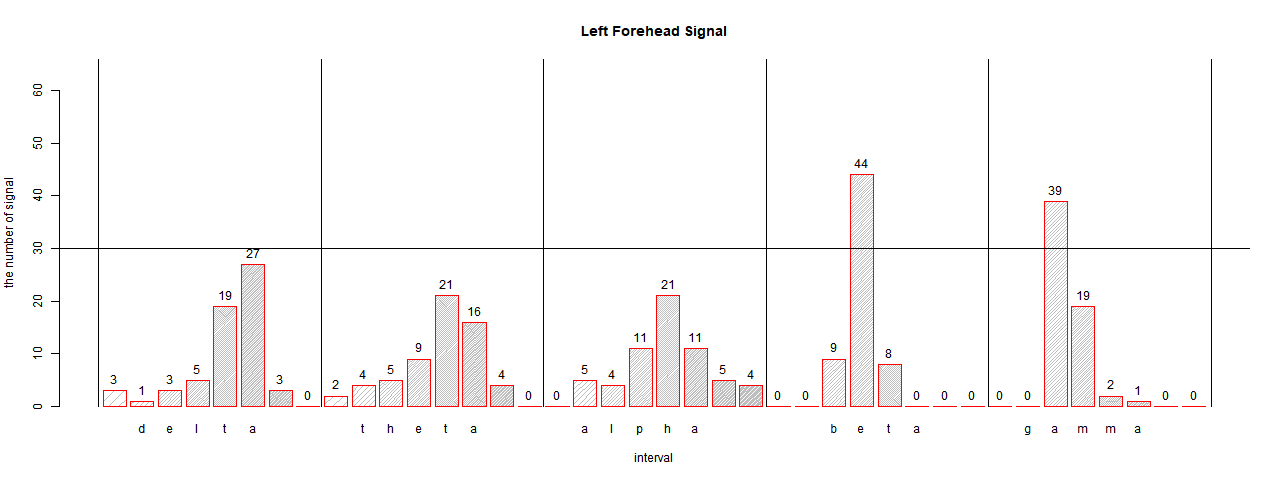 Left Forehead Signal
the number of signal
60
50
40
30
20
10
0
3 1 3 5 19 27 3 0
2 4 5 9 21 16 4 0
0 5 4 11 21 11 5 4
0 0 9 44 8 0 0 0
0 0 39 19 2 1 0 0
d e l t a t h e t a a l p h a b e t a g a m m a
interval